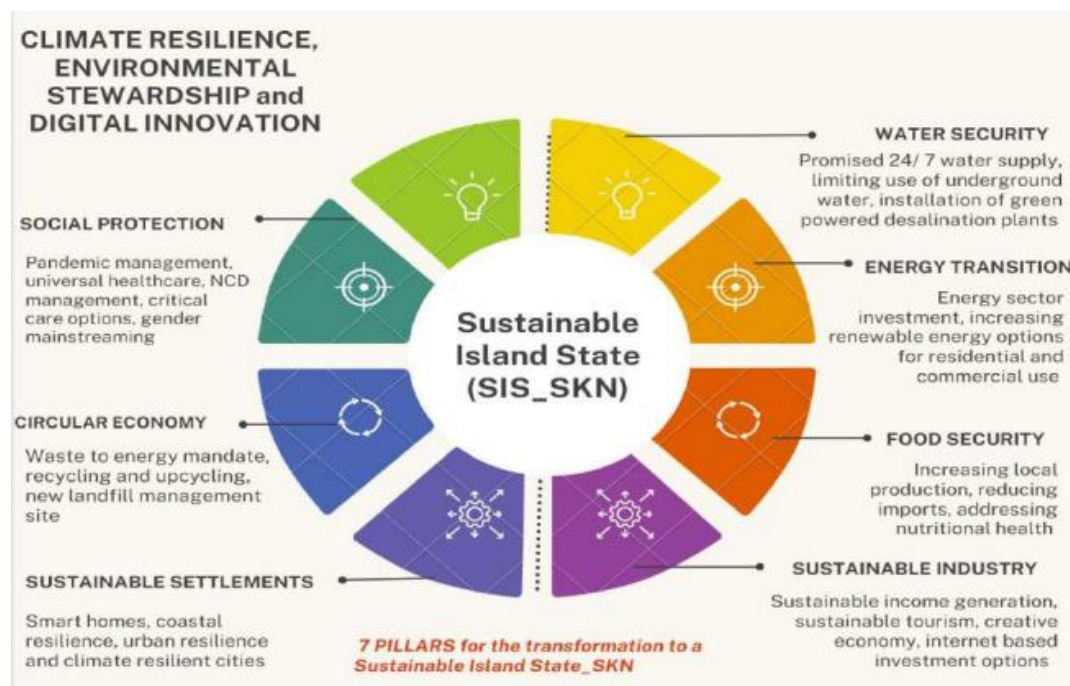 CLIMATE RESILIENCE,
ENVIRONMENTAL
STEWARDSHIP and
DIGITAL INNOVATION
WATER SECURITY
Promised 24/ 7 water supply,
limiting use of underground
water, installation of green
powered desalination plants
ENERGY TRANSITION
Energy sector
investment, increasing
renewable energy options
for residential and
commercial use
FOOD SECURITY
Increasing local
production, reducing
imports, addressing
nutritional health
SUSTAINABLE INDUSTRY
Sustainable income generation,
sustainable tourism, creative
economy, internet based
investment options
SOCIAL PROTECTION
Pandemic management,
universal healthcare, NCD
management, critical
care options, gender
mainstreaming
CIRCULAR ECONOMY
Waste to energy mandate,
recycling and upcycling,
new landfill management
site
SUSTAINABLE SETTLEMENTS
Smart homes, coastal
resilience, urban resilience
and climate resilient cities
Sustainable
Island State
(SIS_SKN)
7 PILLARS for the transformation to a
Sustainable Island State_SKN